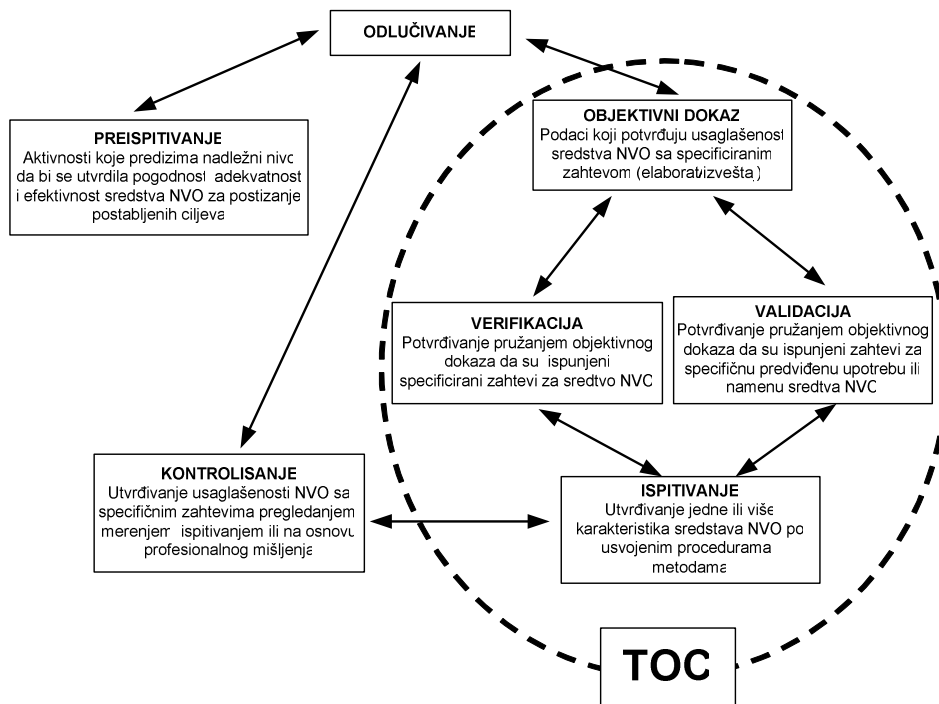 ODLUČIVANJE
PREISPITIVANJE
Aktivnosti koje predizima nadležni nivo
da bi se utvrdila pogodnost adekvatnost
i efektivnost sredstva NVO za postizanje
postabljenih ciljeva
OBJEKTIVNI DOKAZ
Podaci koji potvrđuju usaglašenost
sredstva NVO sa specificiranim
zahtevom (elaborat/izveštaj)
VERIFIKACIJA
Potvrđivanje pružanjem objektivnog
dokaza da su ispunjeni
specificirani zahtevi za sredtvo NVO
VALIDACIJA
Potvrđivanje pružanjem objektivnog
dokaza da su ispunjeni zahtevi za
specifičnu predviđenu upotrebu ili
namenu sredtva NVO
KONTROLISANJE
Utvrđivanje usaglašenosti NVO sa
specifičnim zahtevima pregledanjem
merenjem ispitivanjem ili na osnovu
profesionalnog mišljenja
ISPITIVANJE
Utvrđivanje jedne ili više
karakteristika sredstava NVO po
usvojenim procedurama
metodama
TOC